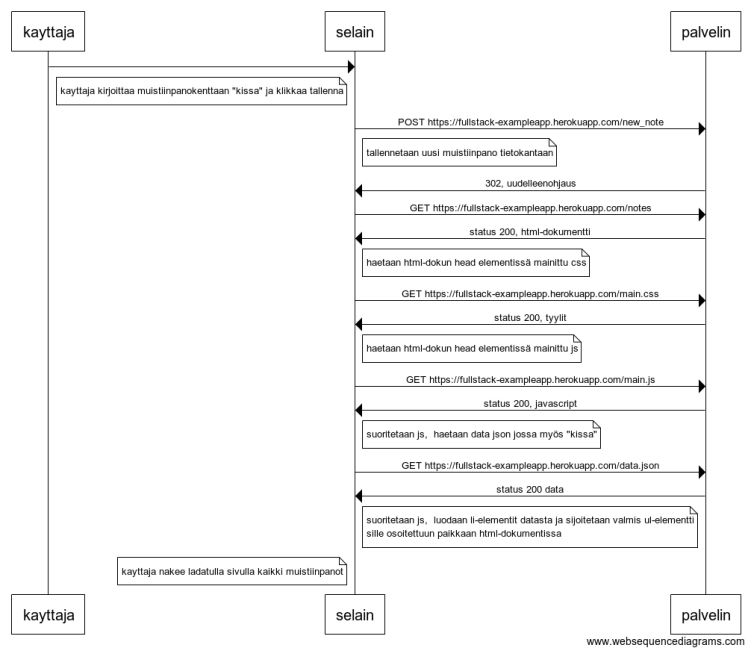 kayttaja
selain
palvelin
kayttaja kirjoittaa muistiinpanokenttaan "kissa" ja klikkaa tallenna
POST https://fullstack-exampleapp.herokuapp.com/new_note
tallennetaan uusi muistiinpano tietokantaan
302, uudelleenohjaus
GET https://fullstack-exampleapp.herokuapp.com/notes
status 200, html-dokumentti
haetaan html-dokun head elementissä mainittu css
GET https://fullstack-exampleapp.herokuapp.com/main.css
status 200, tyylit
haetaan html-dokun head elementissä mainittu js
GET https://fullstack-exampleapp.herokuapp.com/main.js
status 200, javascript
suoritetaan js,  haetaan data json jossa myös "kissa"
GET https://fullstack-exampleapp.herokuapp.com/data.json
status 200 data
suoritetaan js,  luodaan li-elementit datasta ja sijoitetaan valmis ul-elementti
sille osoitettuun paikkaan html-dokumentissa
kayttaja nakee ladatulla sivulla kaikki muistiinpanot
kayttaja
selain
palvelin
www.websequencediagrams.com